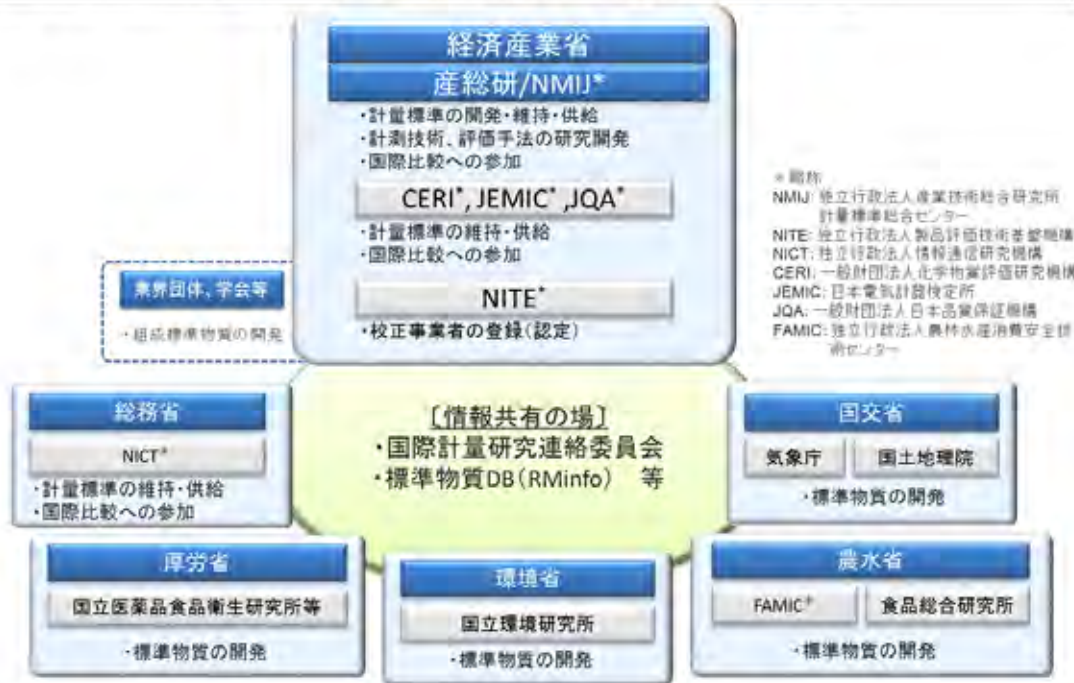 経済産業省
産総研/NMIJ*
・計量標準の開発・維持・供給
・計測技術、評価手法の研究開発
・国際比較への参加
CERI*, JEMIC* ,JQA*
・計量標準の維持・供給
・国際比較への参加
NITE*
・校正事業者の登録(認定)
業界団体、学会等
・組成標準物質の開発
＊略称
NMIJ: 独立行政法人産業技術総合研究所
計量標準総合センター
NITE: 独立行政法人製品評価技術基盤機構
NICT: 独立行政法人情報通信研究機構
CERI: 一般財団法人化学物質評価研究機構
JEMIC: 日本電気計器検定所
JQA: 一般財団法人日本品質保証機構
FAMIC: 独立行政法人農林水産消費安全技
術センター
総務省
NICT*
・計量標準の維持・供給
・国際比較への参加
〔情報共有の場〕
・国際計量研究連絡委員会
・標準物質DB(RMinfo) 等
国交省
気象庁
国土地理院
・標準物質の開発
厚労省
国立医薬品食品衛生研究所等
・標準物質の開発
環境省
国立環境研究所
・標準物質の開発
農水省
FAMIC*
食品総合研究所
・標準物質の開発